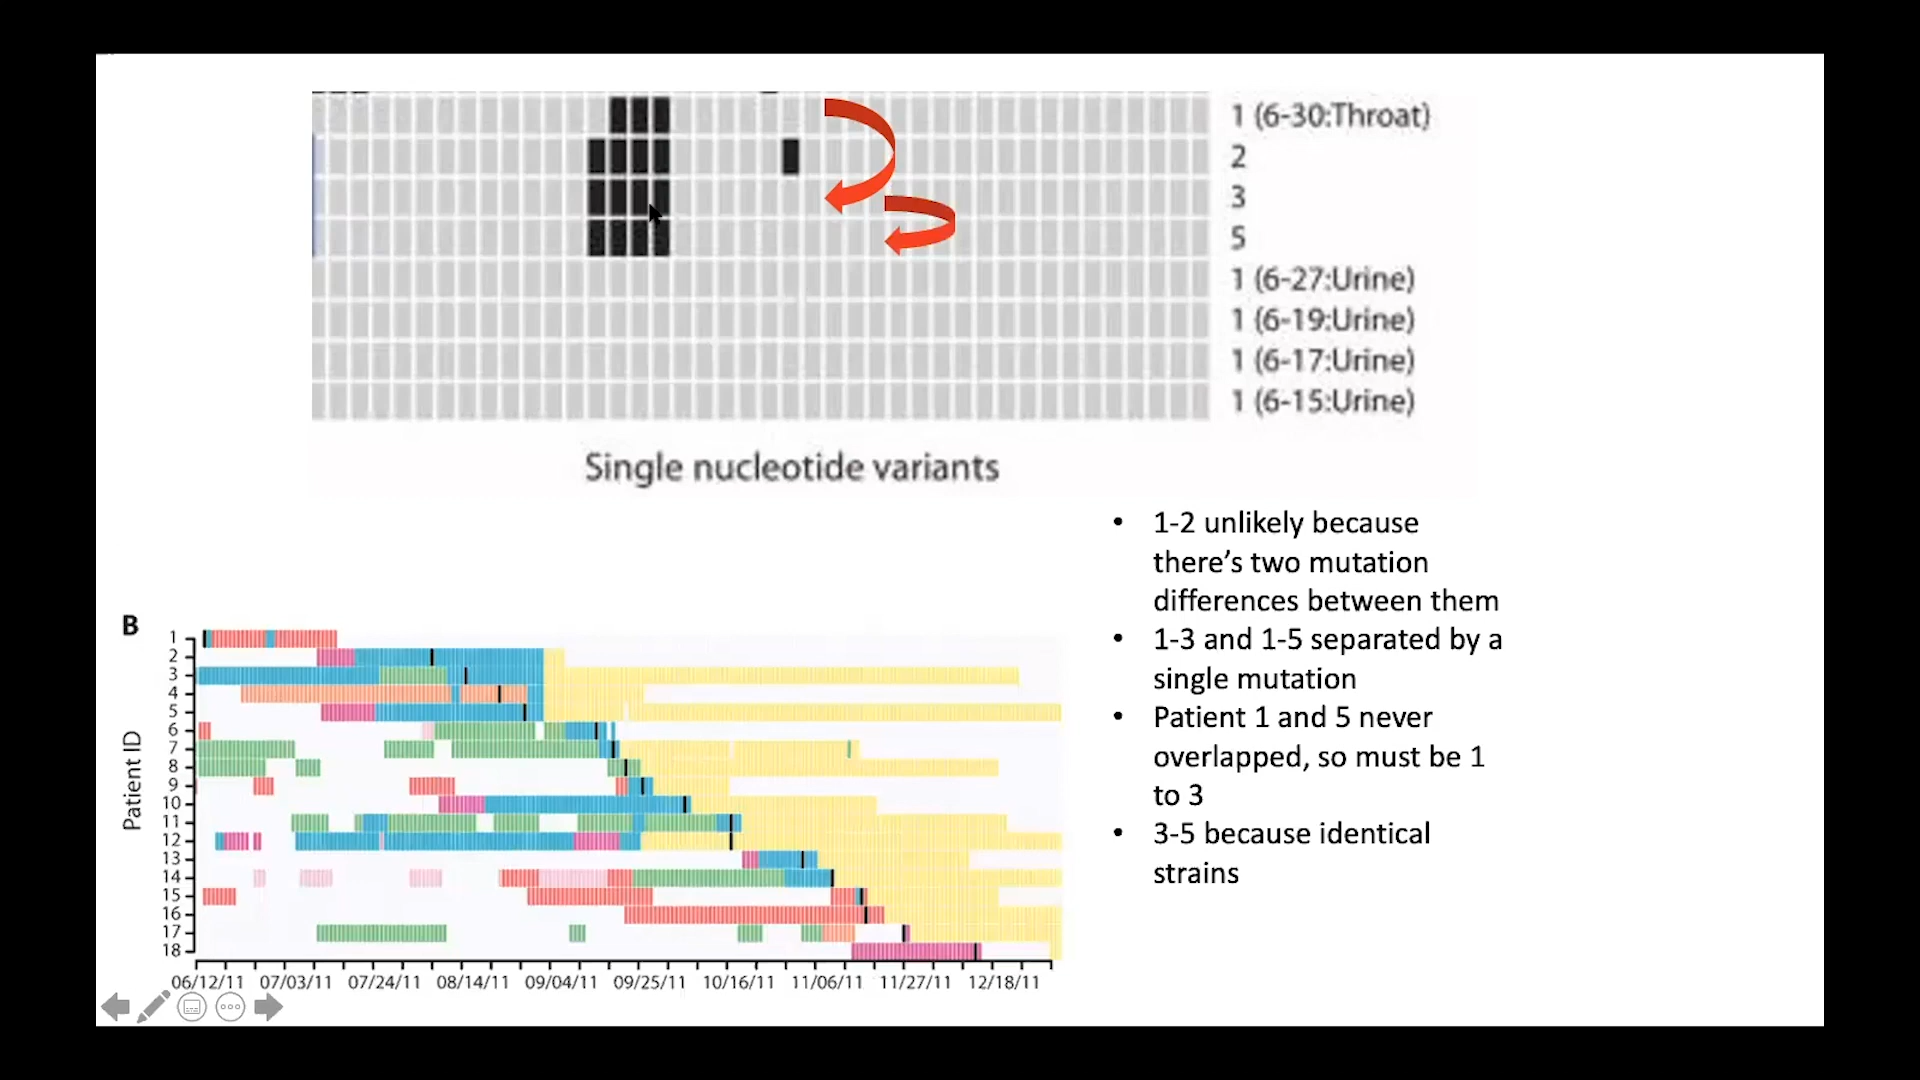 1 (6-30:Throat)
2
3
5
1 (6-27:Urine)
1 (6-19:Urine)
1 (6-17:Urine)
1 (6-15:Urine)
Single nucleotide variants
• 1-2 unlikely because
there's two mutation
differences between them
• 1-3 and 1-5 separated by a
single mutation
• Patient 1 and 5 never
overlapped, so must be 1
to 3
• 3-5 because identical
strains
B
Patient ID
1
2
3
4
5
6
7
8
9
10
11
12
13
14
15
16
17
18
06/12/11 07/03/11 07/24/11 08/14/11 09/04/11 09/25/11 10/16/11 11/06/11 11/27/11 12/18/11